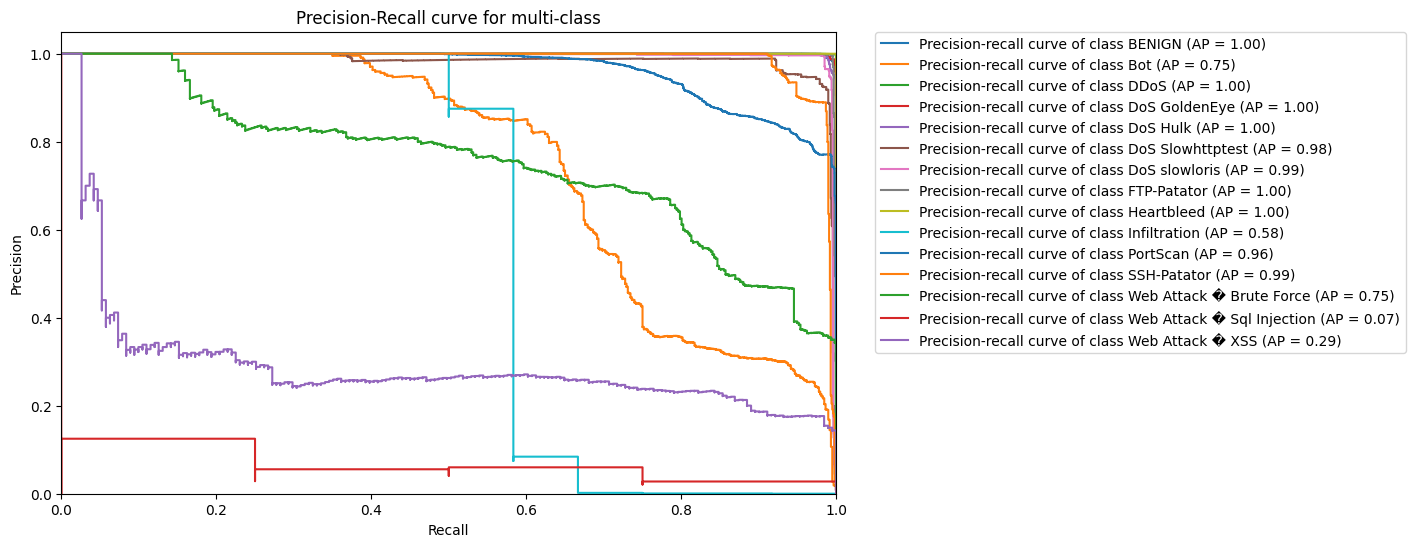 Precision-Recall curve for multi-class
1.0
0.8
0.6
0.4
0.2
0.0
Precision
0.0 0.2 0.4 0.6 0.8 1.0
Recall
Precision-recall curve of class BENIGN (AP = 1.00)
Precision-recall curve of class Bot (AP = 0.75)
Precision-recall curve of class DDoS (AP = 1.00)
Precision-recall curve of class DoS GoldenEye (AP = 1.00)
Precision-recall curve of class DoS Hulk (AP = 1.00)
Precision-recall curve of class DoS Slowhttptest (AP = 0.98)
Precision-recall curve of class DoS slowloris (AP = 0.99)
Precision-recall curve of class FTP-Patator (AP = 1.00)
Precision-recall curve of class Heartbleed (AP = 1.00)
Precision-recall curve of class Infiltration (AP = 0.58)
Precision-recall curve of class PortScan (AP = 0.96)
Precision-recall curve of class SSH-Patator (AP = 0.99)
Precision-recall curve of class Web Attack � Brute Force (AP = 0.75)
Precision-recall curve of class Web Attack � Sql Injection (AP = 0.07)
Precision-recall curve of class Web Attack � XSS (AP = 0.29)